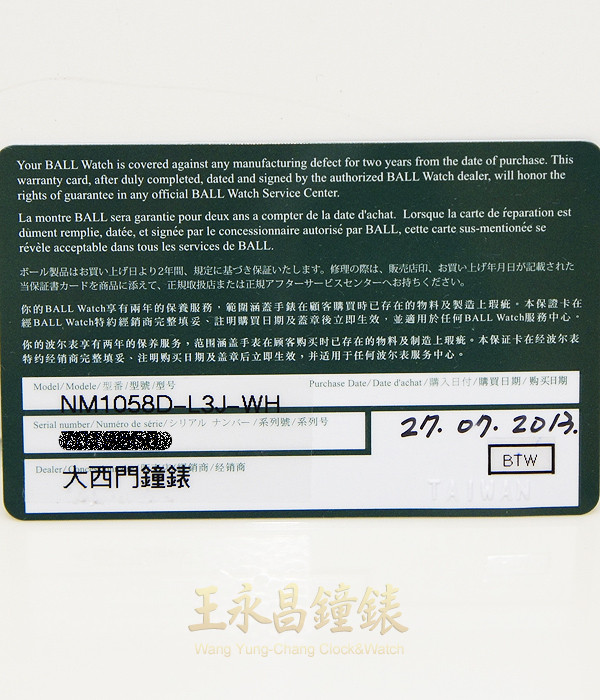 Your BALL Watch is covered against any manufacturing defect for two years from the date of purchase. This
warranty card, after duly completed, dated and signed by the authorized BALL Watch dealer, will honor the
rights of guarantee in any official BALL Watch Service Center.
La montre BALL sera garantie pour deux ans a compter de la date d'achat. Lorsque la carte de reparation est
dùment remplie, datée, et signée par le concessionnaire autorisé par BALL, cette carte sus-mentionée se
révèle acceptable dans tous les services de BALL.
ボール製品はお買い上げ日より2年間、規定に基づき保証いたします。修理の際は、販売店印、お買い上げ年月日が記載された
当保証書カードを商品に添えて、正規取扱店または正規アフターサービスセンターへお持ちください。
你的BALL Watch享有兩年的保養服務，範圍涵蓋手錶在顧客購買時已存在的物料及製造上瑕疵。本保證卡在
經BALL Watch特約經銷商完整填妥、註明購買日期及蓋章後立即生效，並適用於任何BALL Watch服務中心。
你的波尔表享有两年的保养服务，范围涵盖手表在顾客购买时已存在的物料及制造上瑕疵。本保证卡在经波尔表
特约经销商完整填妥、注明购买日期及盖章后立即生效，并适用于任何波尔表服务中心。
Model/Modele/型番/型號/型号
Purchase Date/Date d'achat/購入日付/購買日期/购买日期
NM1058D-L3J-WH
Serial number/Numéro de série/シリアル ナンバー/系列號/系列号
27.07.2013.
BTW
Dealer/經銷商/经销商
大西門鐘錶
TAIWAN
王永昌鐘錶
Wang Yung-Chang Clock&Watch